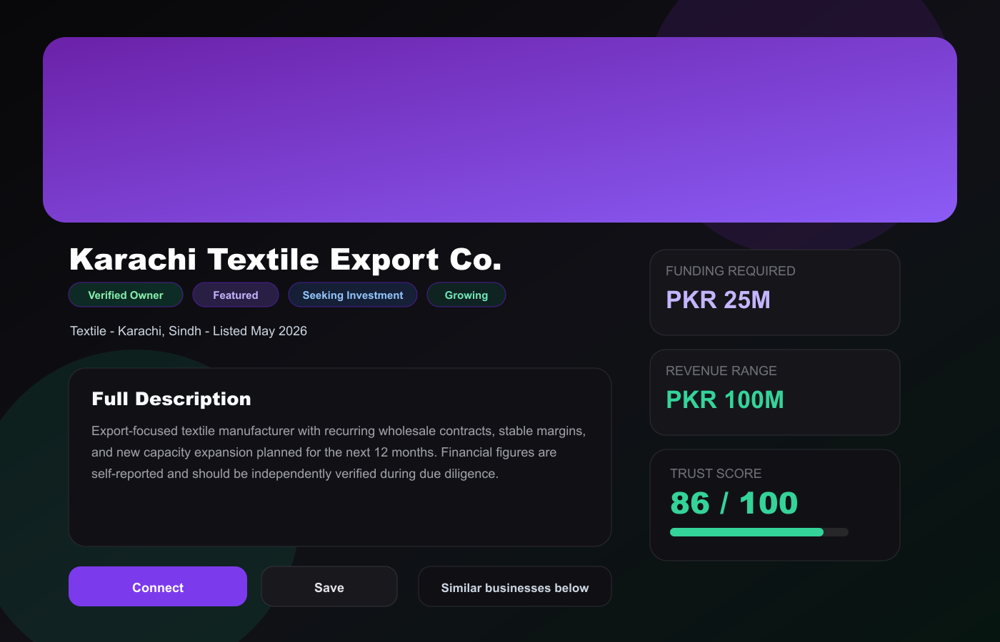 Karachi Textile Export Co.
Verified Owner
Featured
Seeking Investment
Growing
Textile - Karachi, Sindh - Listed May 2026
Full Description
Export-focused textile manufacturer with recurring wholesale contracts, stable margins,
and new capacity expansion planned for the next 12 months. Financial figures are
self-reported and should be independently verified during due diligence.
Connect
Save
Similar businesses below
FUNDING REQUIRED
PKR 25M
REVENUE RANGE
PKR 100M
TRUST SCORE
86 / 100